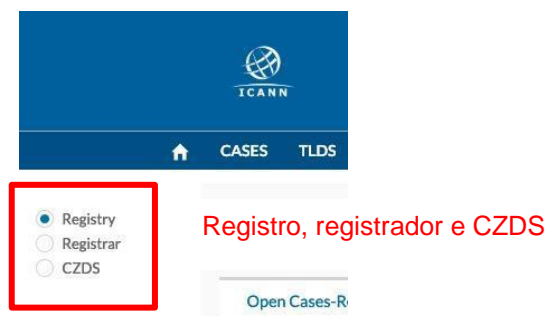 ICANN
CASES TLDS
Registry
Registrar
CZDS
Registro, registrador e CZDS
Open Cases-R